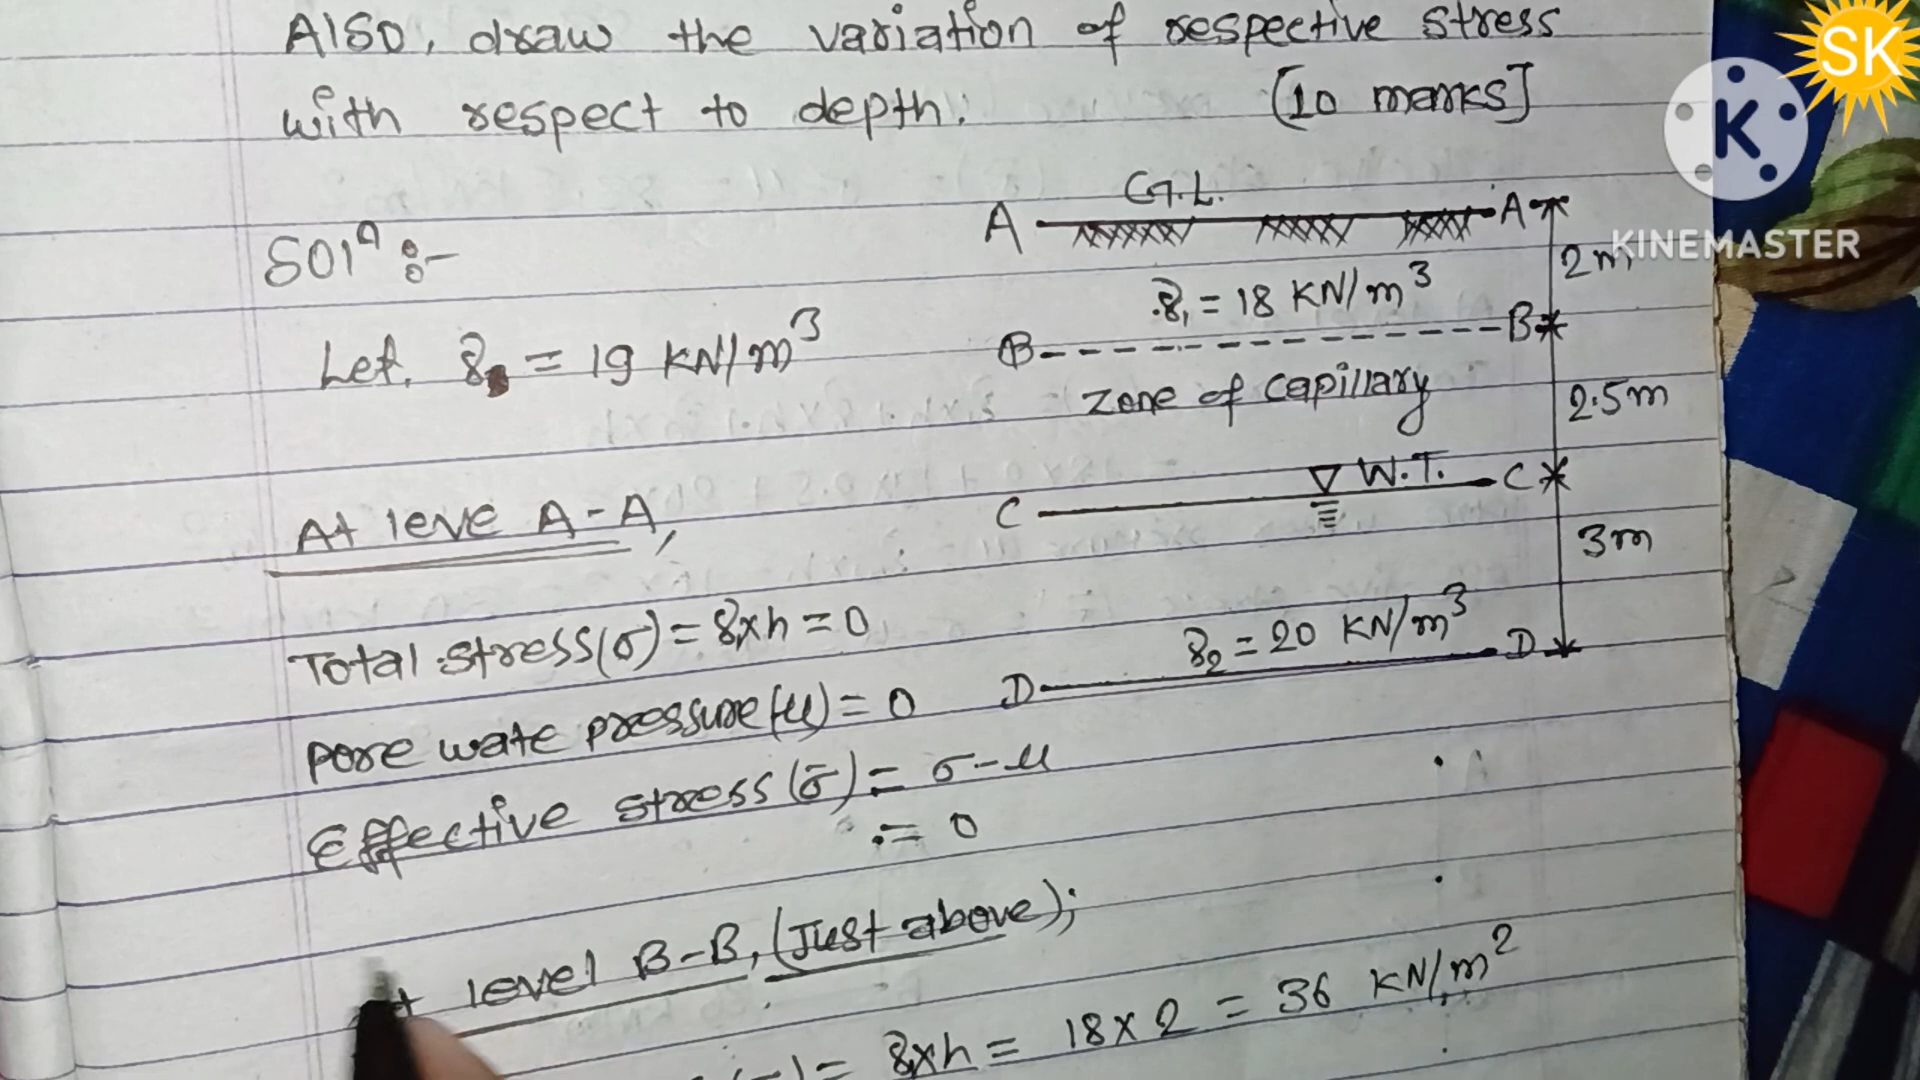 Also, draw the variation of respective stress
with respect to depth. [10 marks]
SK
K
KINEMASTER
Solⁿ :-
Let. γ = 19 KN/m³
G.L.
A A
2m
γ₁ = 18 KN/m³
B B
zone of capillary
2.5m
W.T.
C C
3m
γ₂ = 20 KN/m³
D D
At leve A-A,
Total stress(σ) = γ×h = 0
pore wate pressure(u) = 0
Effective stress(σ̄) = σ-u
= 0
level B-B, (Just above);
= γ×h = 18×2 = 36 KN/m²